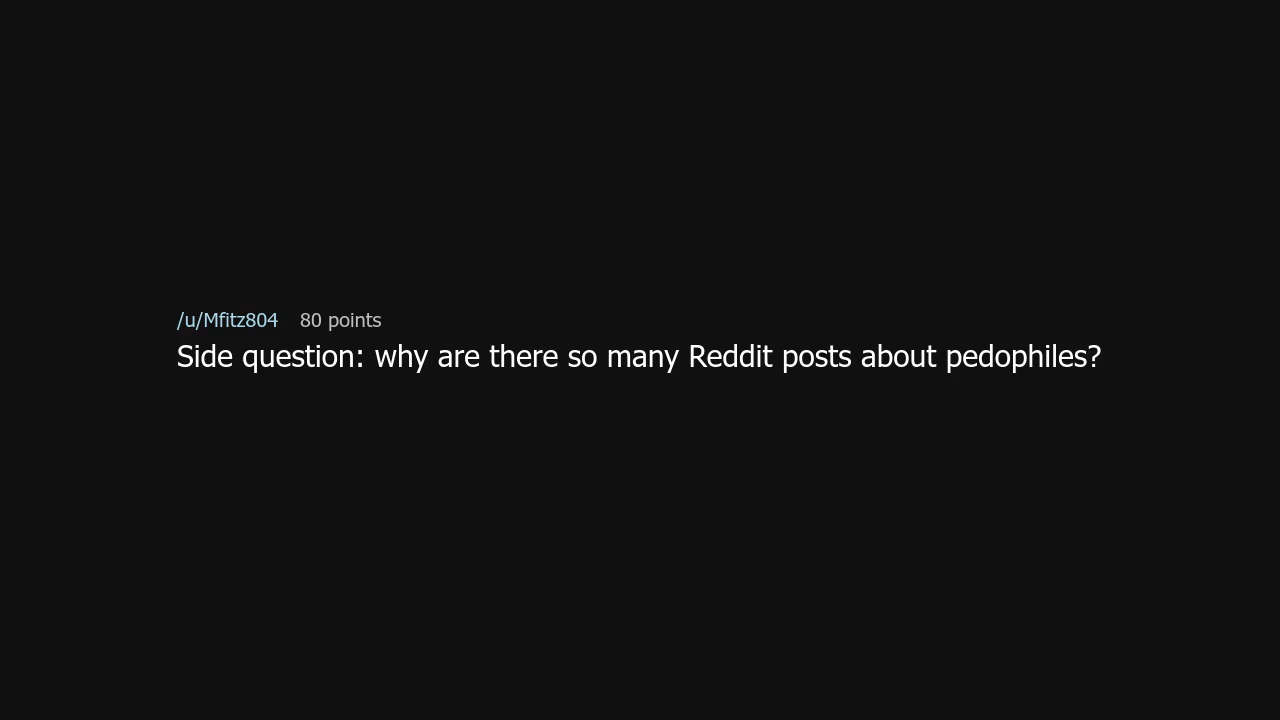 /u/Mfitz804 80 points
Side question: why are there so many Reddit posts about pedophiles?